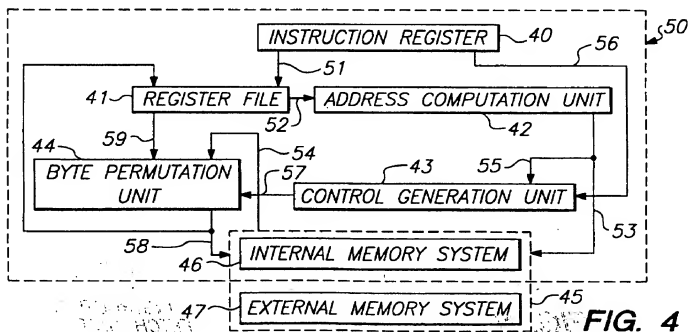 50
INSTRUCTION REGISTER
40
56
51
41
REGISTER FILE
52
ADDRESS COMPUTATION UNIT
42
59
44
54
43
55
BYTE PERMUTATION
UNIT
57
CONTROL GENERATION UNIT
53
58
46
INTERNAL MEMORY SYSTEM
47
EXTERNAL MEMORY SYSTEM
45
FIG. 4